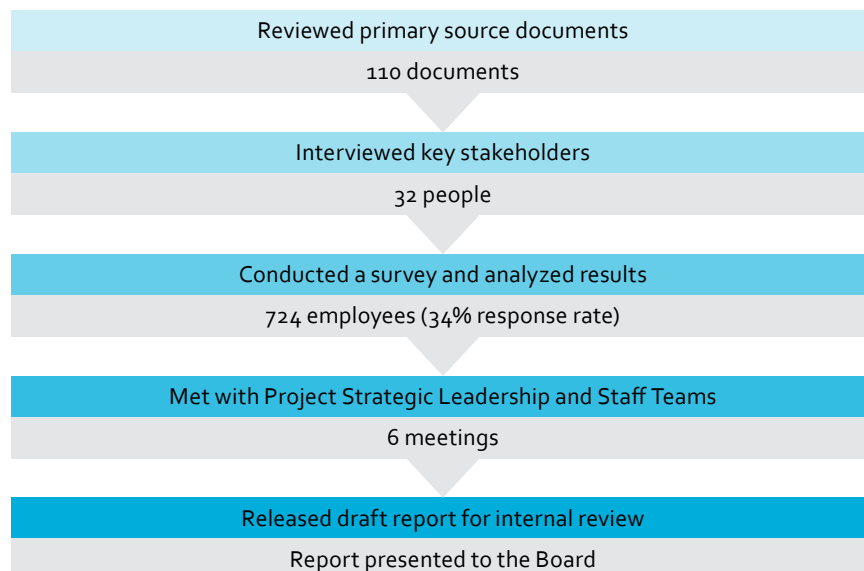 Reviewed primary source documents
110 documents
Interviewed key stakeholders
32 people
Conducted a survey and analyzed results
724 employees (34% response rate)
Met with Project Strategic Leadership and Staff Teams
6 meetings
Released draft report for internal review
Report presented to the Board